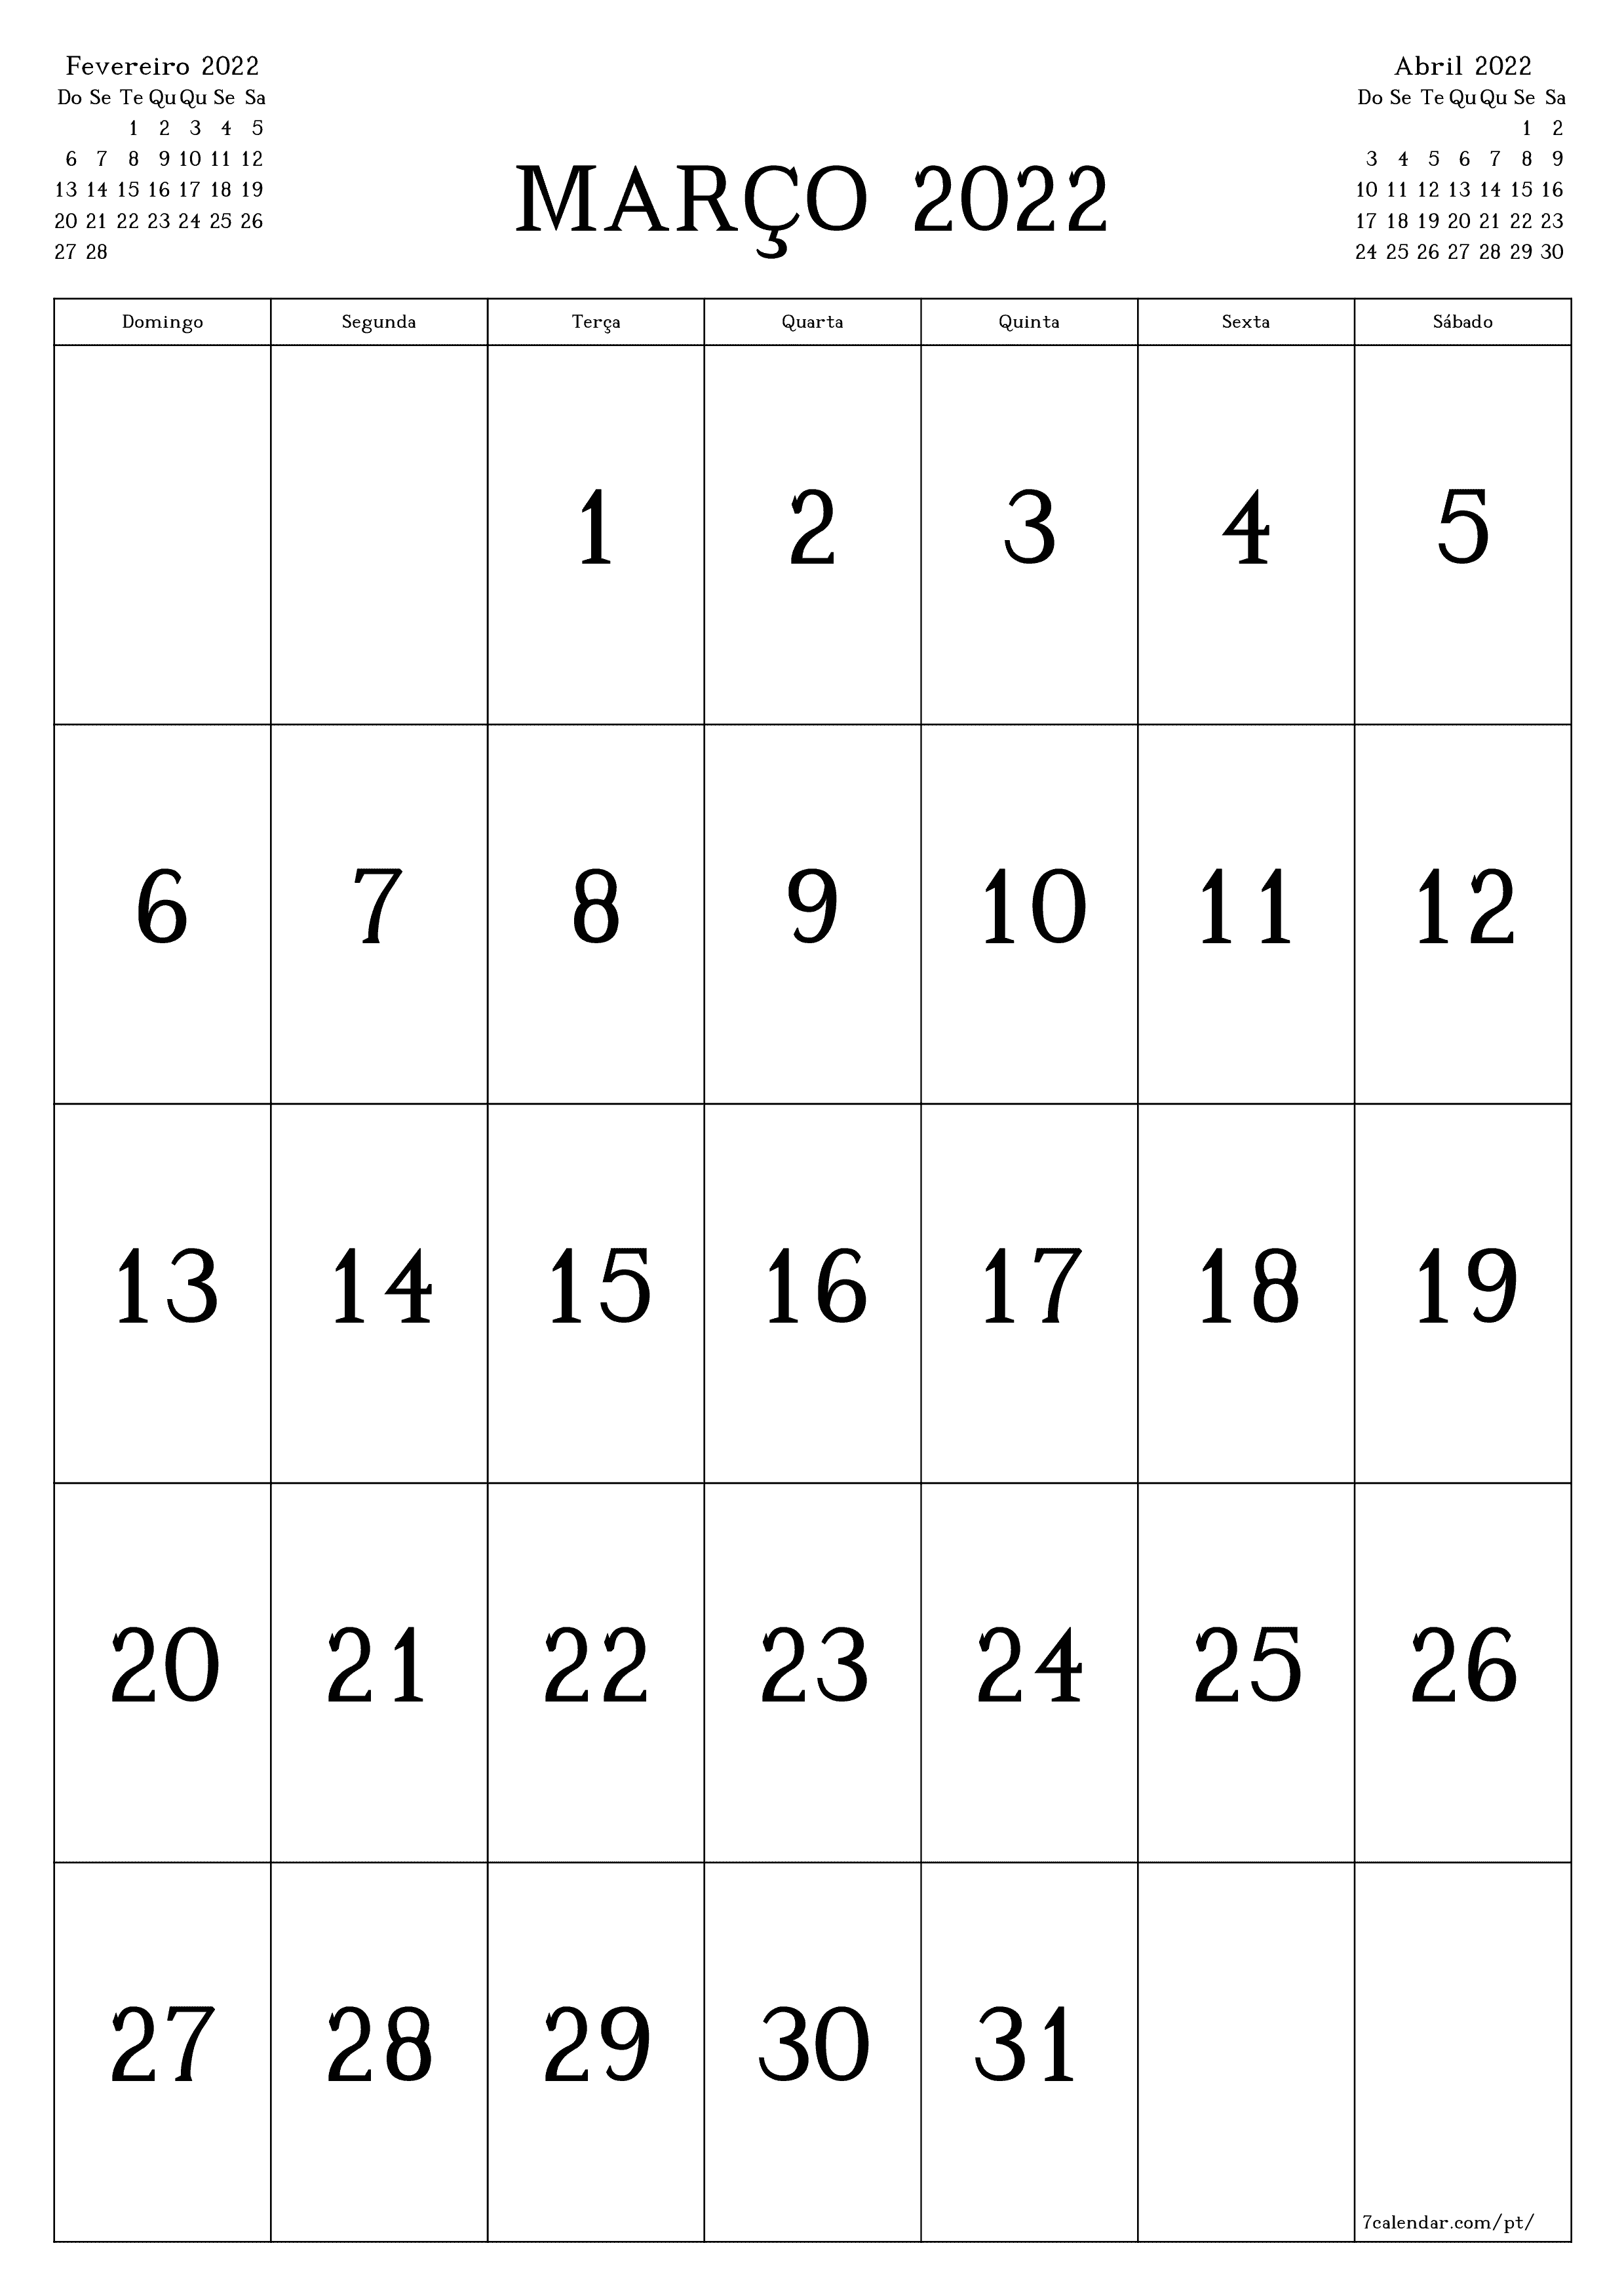 Fevereiro 2022
Do Se Te Qu Qu Se Sa
1 2 3 4 5
6 7 8 9 10 11 12
13 14 15 16 17 18 19
20 21 22 23 24 25 26
27 28
MARÇO 2022
Abril 2022
Do Se Te Qu Qu Se Sa
1 2
3 4 5 6 7 8 9
10 11 12 13 14 15 16
17 18 19 20 21 22 23
24 25 26 27 28 29 30
Domingo Segunda Terça Quarta Quinta Sexta Sábado
1 2 3 4 5
6 7 8 9 10 11 12
13 14 15 16 17 18 19
20 21 22 23 24 25 26
27 28 29 30 31
7calendar.com/pt/